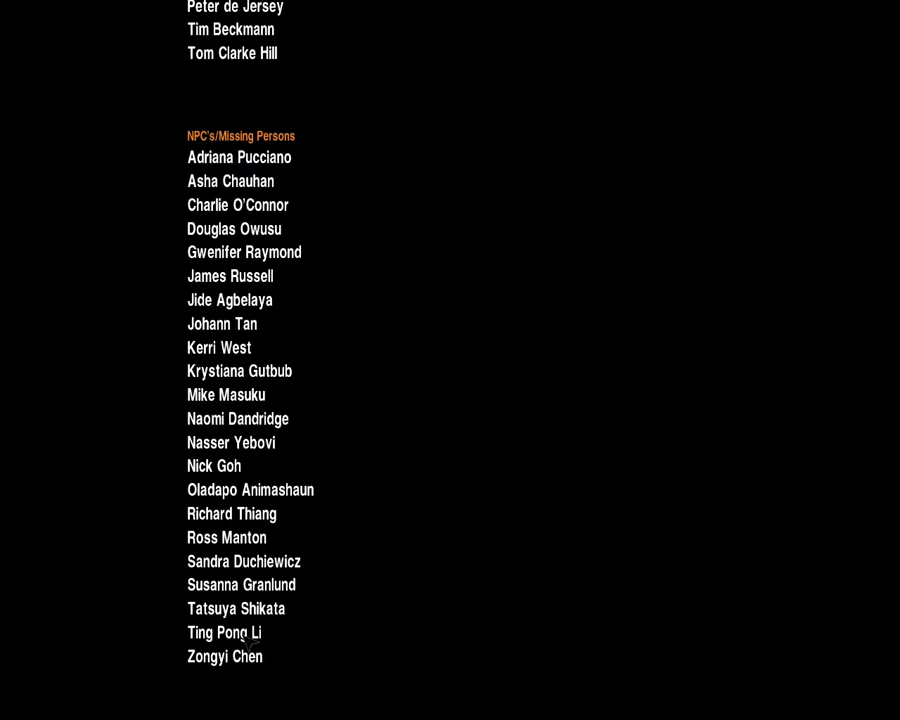 Peter de Jersey
Tim Beckmann
Tom Clarke Hill
NPC's/Missing Persons
Adriana Pucciano
Asha Chauhan
Charlie O'Connor
Douglas Owusu
Gwenifer Raymond
James Russell
Jide Agbelaya
Johann Tan
Kerri West
Krystiana Gutbub
Mike Masuku
Naomi Dandridge
Nasser Yebovi
Nick Goh
Oladapo Animashaun
Richard Thiang
Ross Manton
Sandra Duchiewicz
Susanna Granlund
Tatsuya Shikata
Ting Pong Li
Zongyi Chen